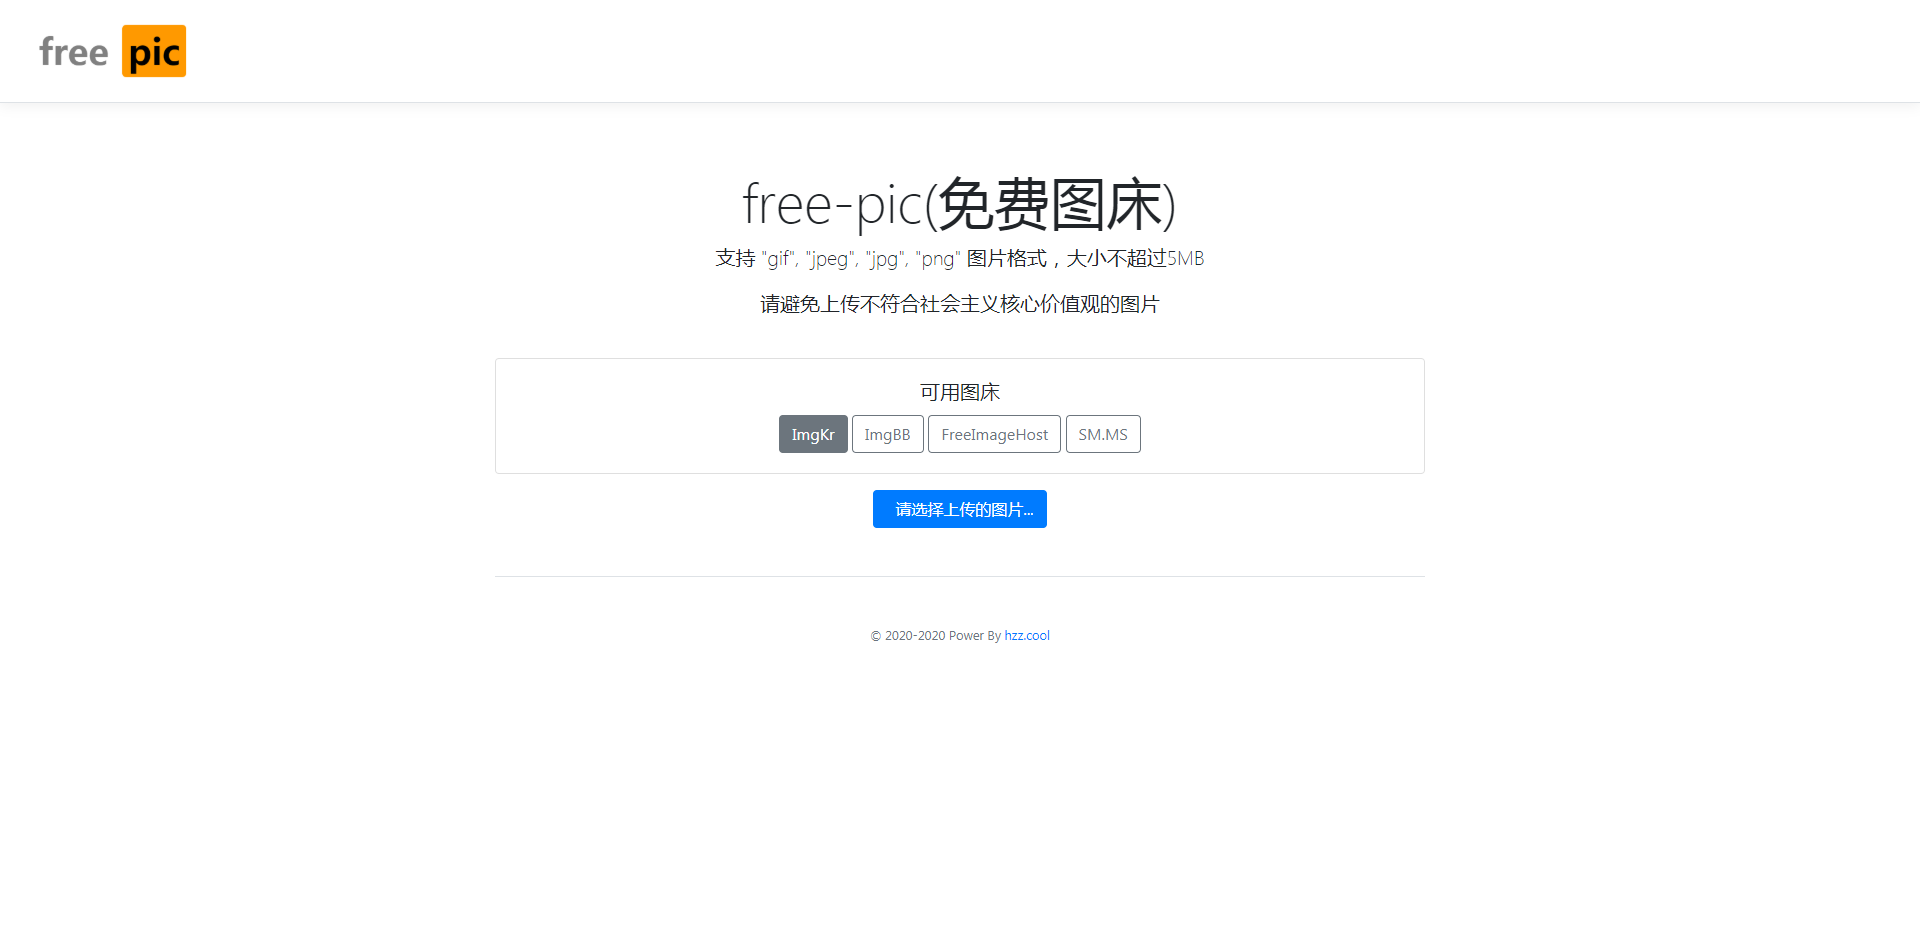 free pic
free-pic(免费图床)
支持 "gif", "jpeg", "jpg", "png" 图片格式，大小不超过5MB
请避免上传不符合社会主义核心价值观的图片
可用图床
ImgKr ImgBB FreeImageHost SM.MS
请选择上传的图片...
© 2020-2020 Power By hzz.cool